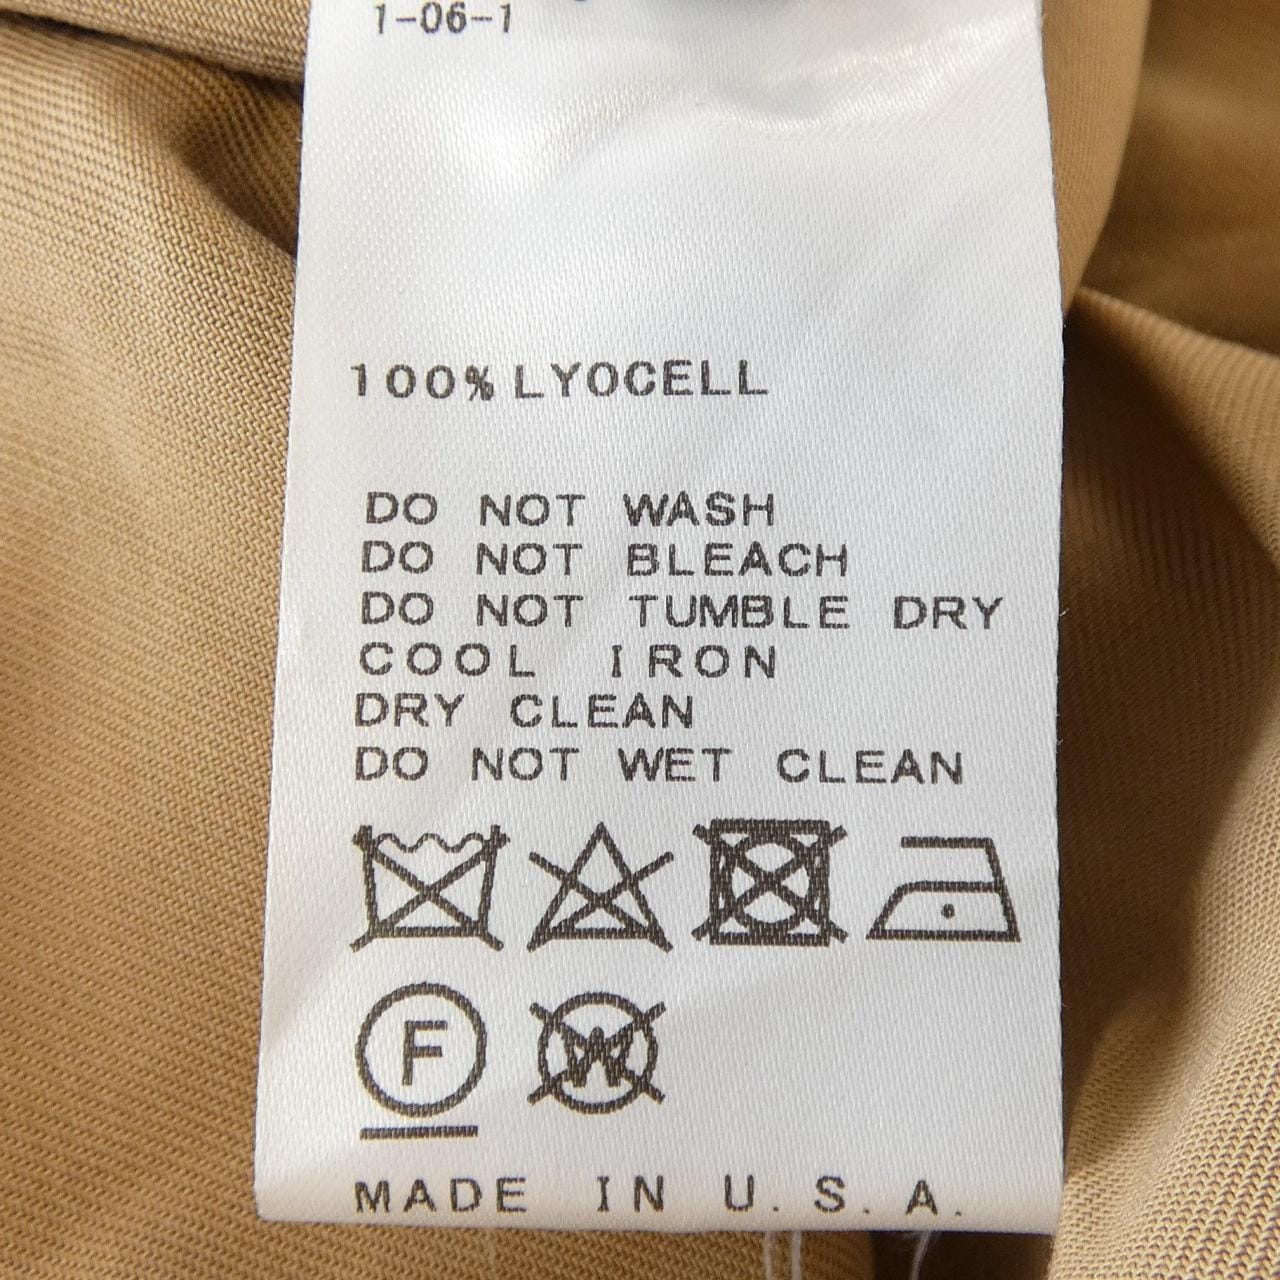 1-06-1
100% LYOCELL
DO NOT WASH
DO NOT BLEACH
DO NOT TUMBLE DRY
COOL IRON
DRY CLEAN
DO NOT WET CLEAN
F W
MADE IN U.S.A.